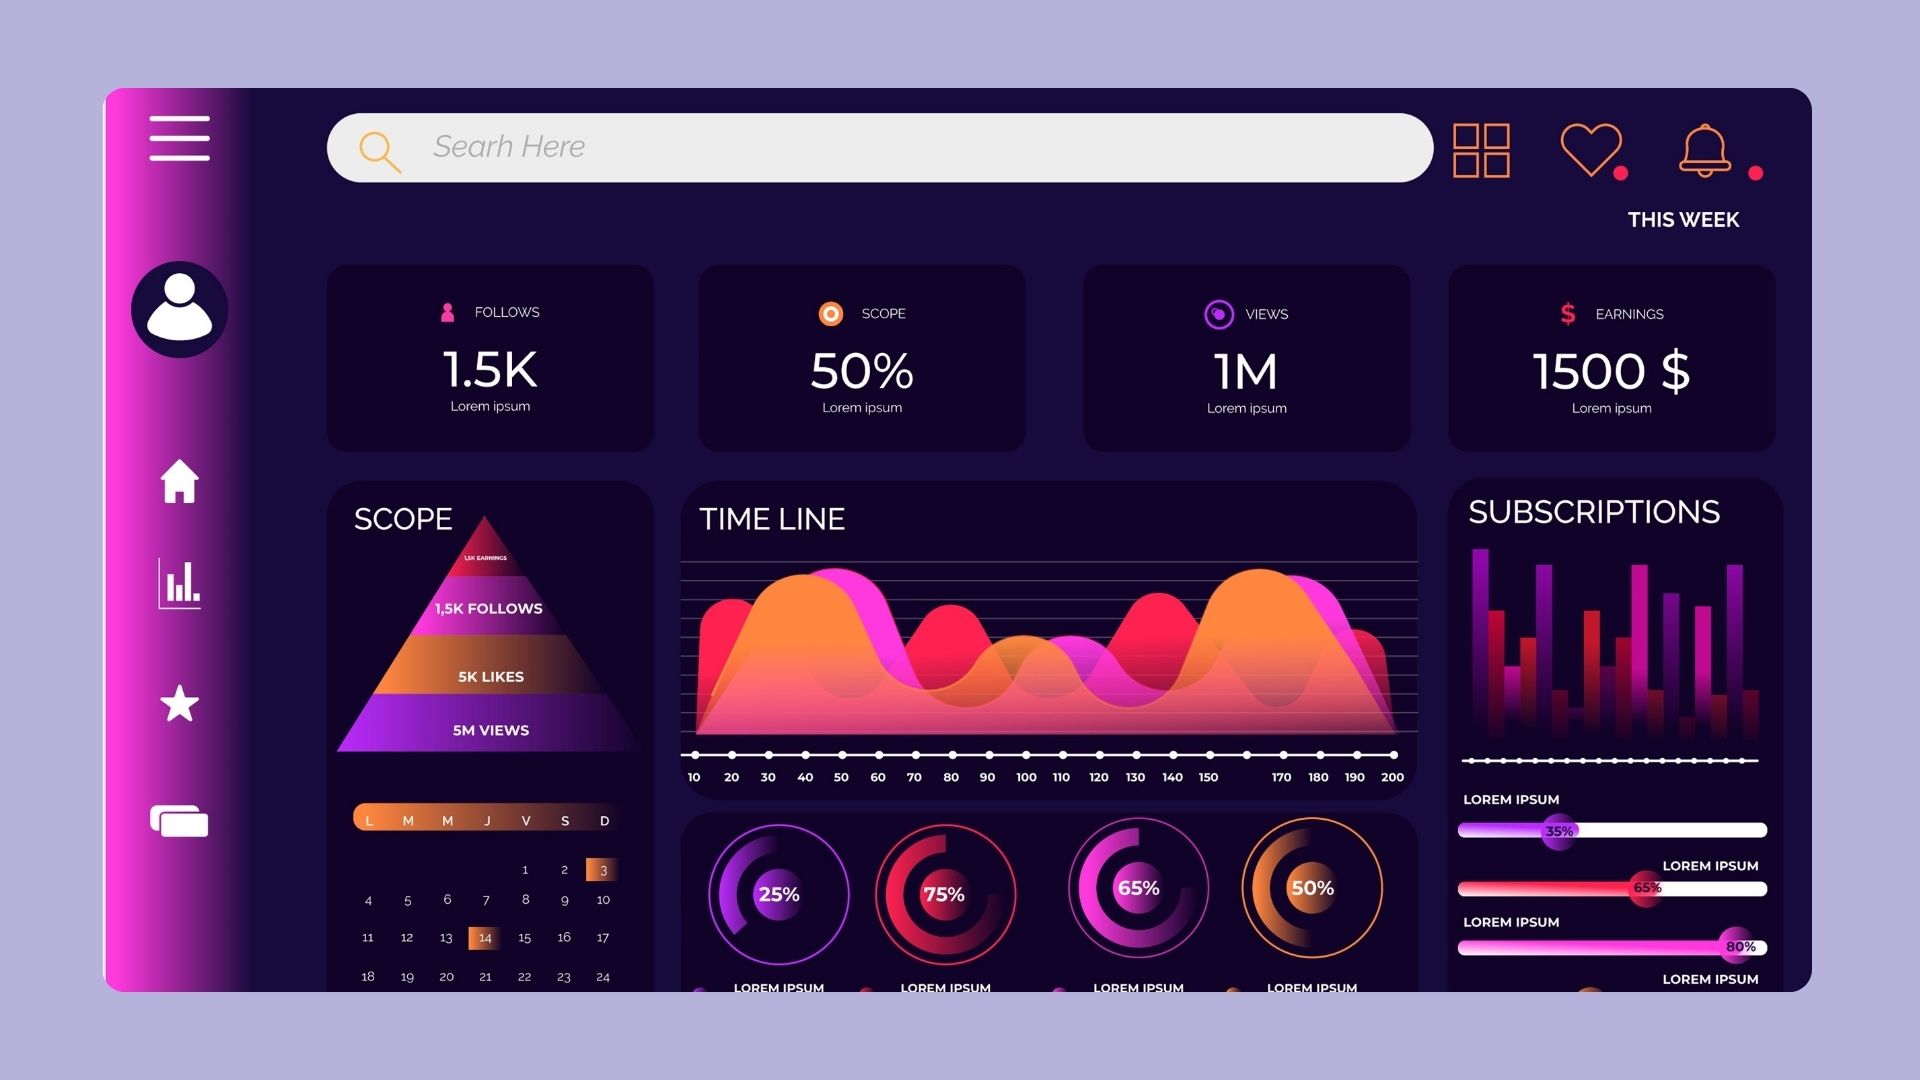 Searh Here
THIS WEEK
FOLLOWS
1.5K
Lorem ipsum
SCOPE
50%
Lorem ipsum
VIEWS
1M
Lorem ipsum
$ EARNINGS
1500 $
Lorem ipsum
SCOPE
1,5K EARNINGS
1,5K FOLLOWS
5K LIKES
5M VIEWS
L M M J V S D
1 2 3
4 5 6 7 8 9 10
11 12 13 14 15 16 17
18 19 20 21 22 23 24
TIME LINE
10 20 30 40 50 60 70 80 90 100 110 120 130 140 150 170 180 190 200
25% 75% 65% 50%
LOREM IPSUM LOREM IPSUM LOREM IPSUM LOREM IPSUM
SUBSCRIPTIONS
LOREM IPSUM
35%
LOREM IPSUM
65%
LOREM IPSUM
80%
LOREM IPSUM